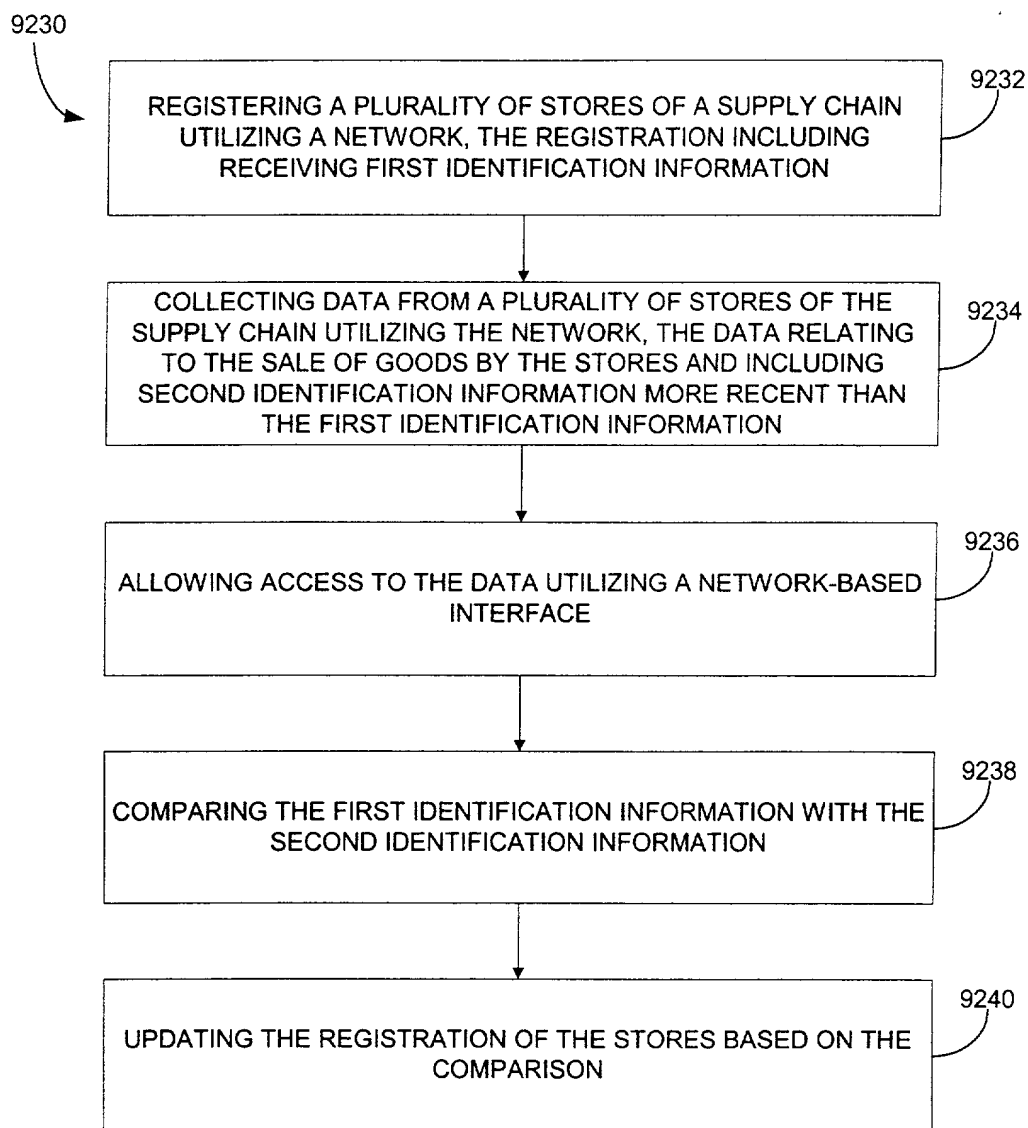 9230
REGISTERING A PLURALITY OF STORES OF A SUPPLY CHAIN
UTILIZING A NETWORK, THE REGISTRATION INCLUDING
RECEIVING FIRST IDENTIFICATION INFORMATION
9232
COLLECTING DATA FROM A PLURALITY OF STORES OF THE
SUPPLY CHAIN UTILIZING THE NETWORK, THE DATA RELATING
TO THE SALE OF GOODS BY THE STORES AND INCLUDING
SECOND IDENTIFICATION INFORMATION MORE RECENT THAN
THE FIRST IDENTIFICATION INFORMATION
9234
ALLOWING ACCESS TO THE DATA UTILIZING A NETWORK-BASED
INTERFACE
9236
COMPARING THE FIRST IDENTIFICATION INFORMATION WITH THE
SECOND IDENTIFICATION INFORMATION
9238
UPDATING THE REGISTRATION OF THE STORES BASED ON THE
COMPARISON
9240